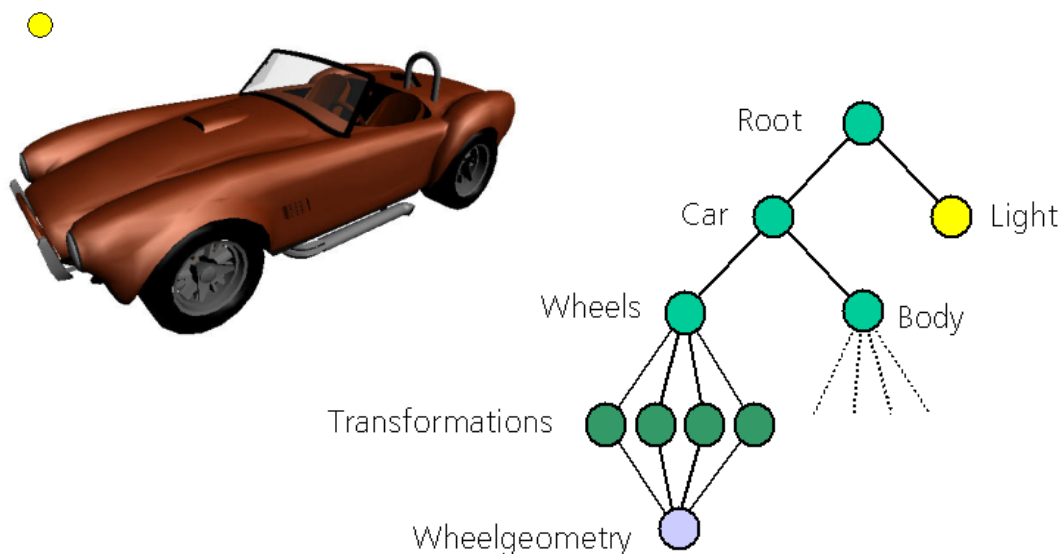 Root
Car
Light
Wheels
Body
Transformations
Wheelgeometry